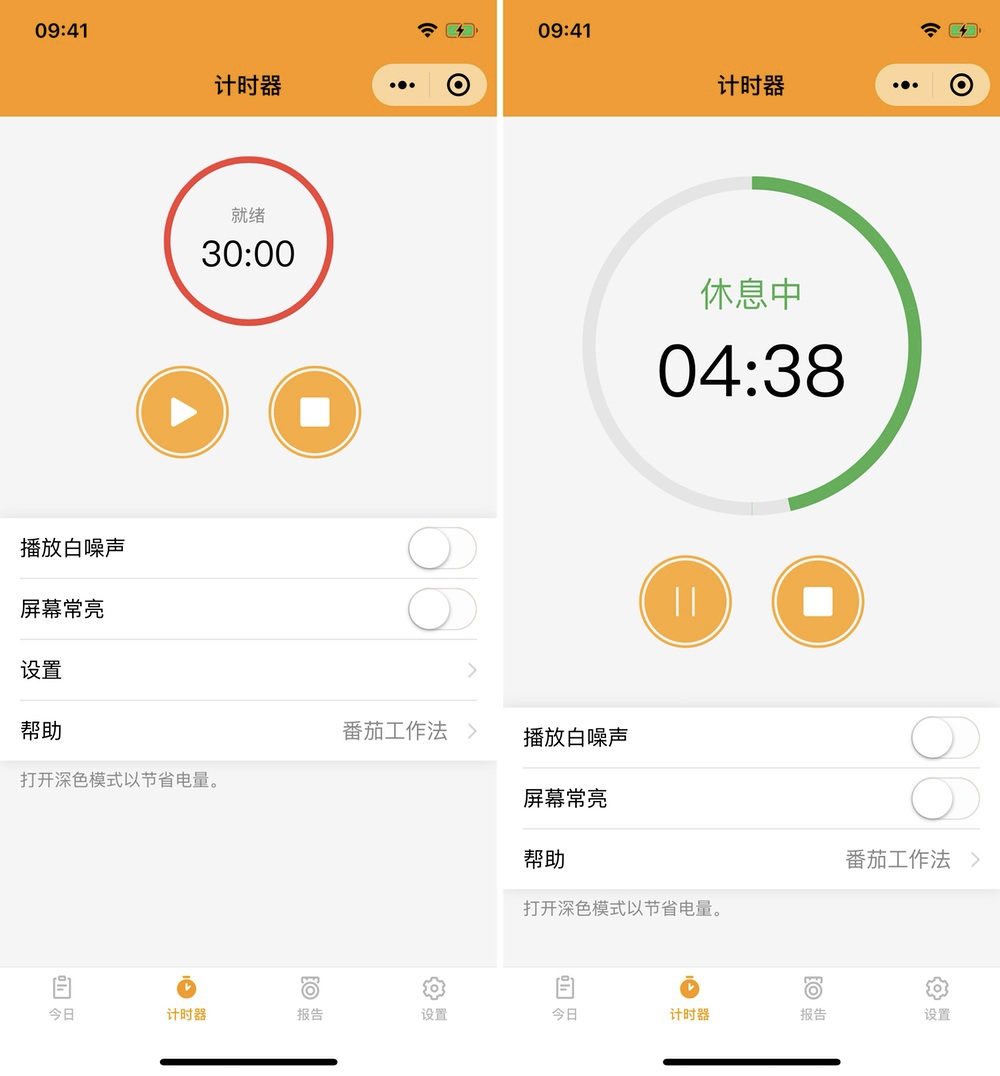 09:41
计时器
就绪
30:00
播放白噪声
屏幕常亮
设置
帮助 番茄工作法
打开深色模式以节省电量。
今日 计时器 报告 设置
09:41
计时器
休息中
04:38
播放白噪声
屏幕常亮
帮助 番茄工作法
打开深色模式以节省电量。
今日 计时器 报告 设置